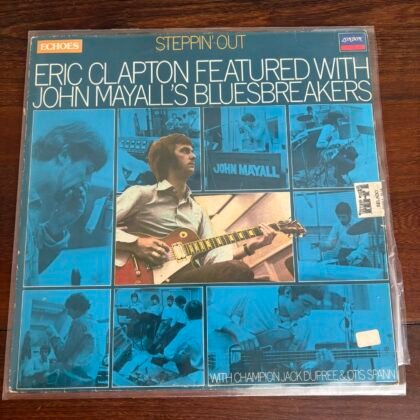 ECHOES
STEPPIN' OUT
LONDON
ERIC CLAPTON FEATURED WITH
JOHN MAYALL'S BLUESBREAKERS
JOHN MAYALL
WITH CHAMPION JACK DUPREE & OTIS SPANN